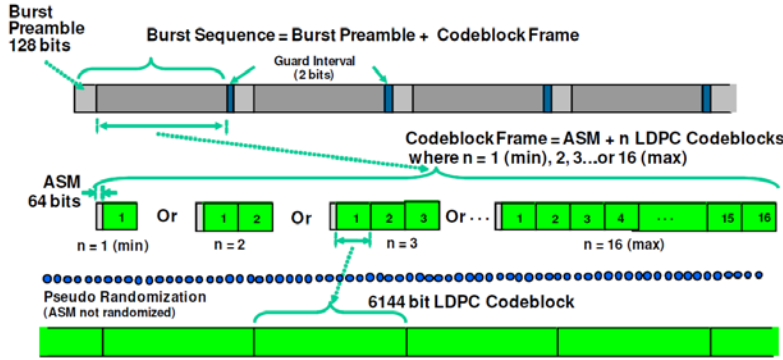 Burst
Preamble
128 bits
Burst Sequence = Burst Preamble + Codeblock Frame
Guard Interval
(2 bits)
Codeblock Frame = ASM + n LDPC Codeblocks
where n = 1 (min), 2, 3...or 16 (max)
ASM
64 bits
1 Or 1 2 Or 1 2 3 Or ... 1 2 3 4 ... 15 16
n = 1 (min) n = 2 n = 3 n = 16 (max)
Pseudo Randomization
(ASM not randomized)
6144 bit LDPC Codeblock